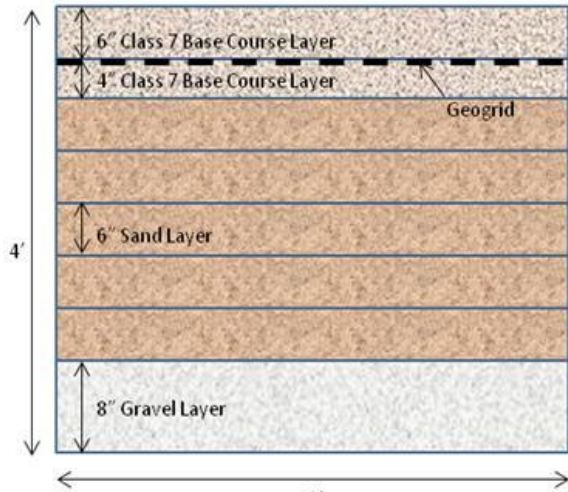 6" Class 7 Base Course Layer
4" Class 7 Base Course Layer
Geogrid
4'
6" Sand Layer
8" Gravel Layer